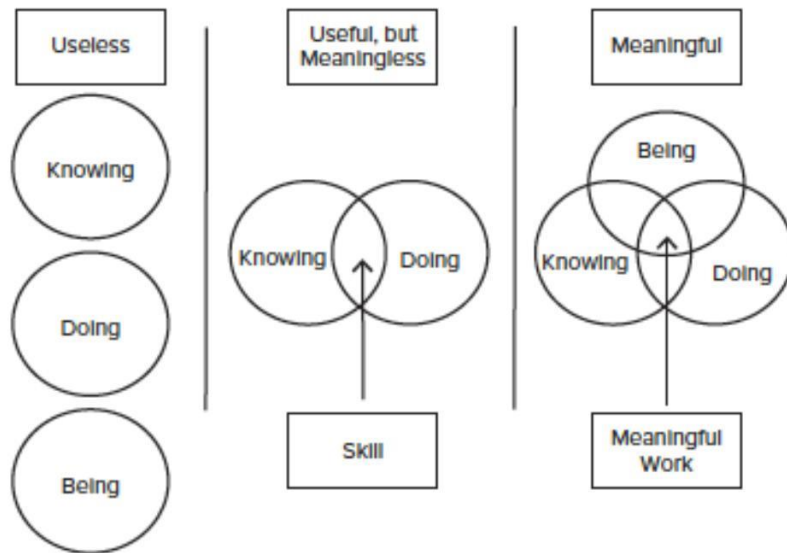 Useless
Knowing
Doing
Being
Useful, but
Meaningless
Knowing
Doing
Skill
Meaningful
Being
Knowing
Doing
Meaningful
Work